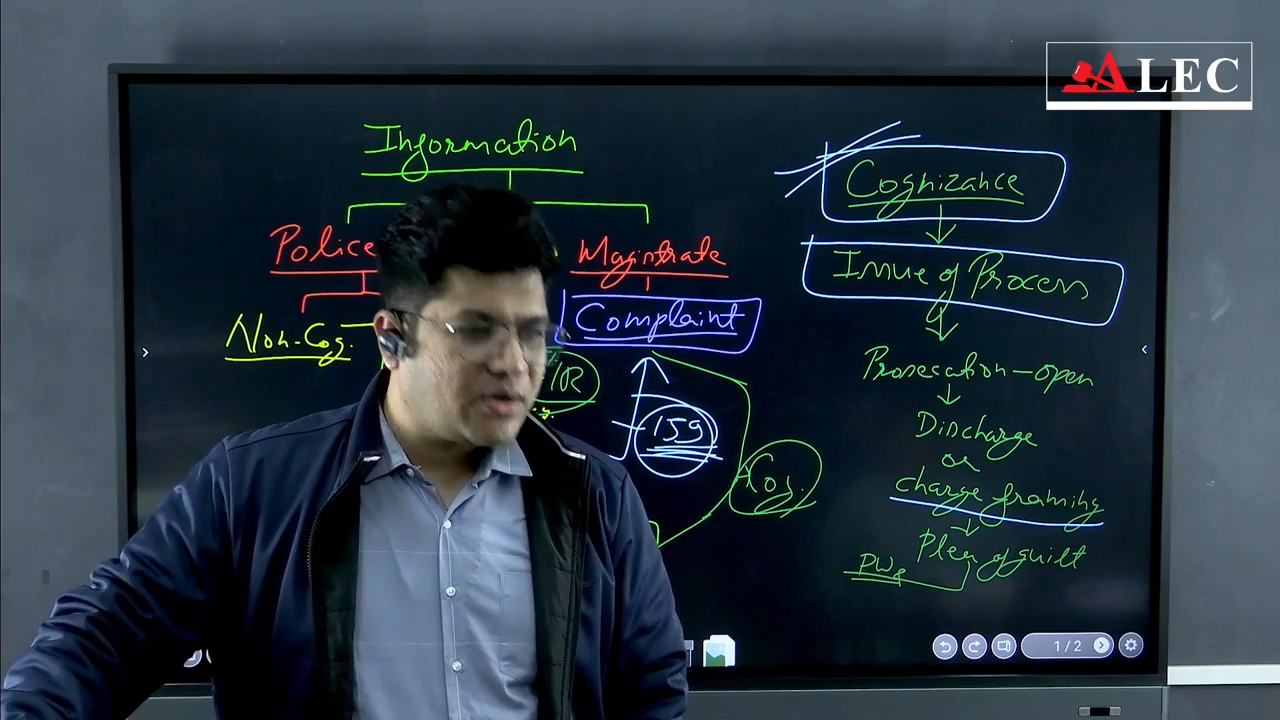 ALEC
Information
Police
Magistrate
Non-Cog.
Complaint
159
Cog.
Cognizance
Issue of Process
Prosecution - open
Discharge
or
charge framing
Plea of guilt
PWs
1/2